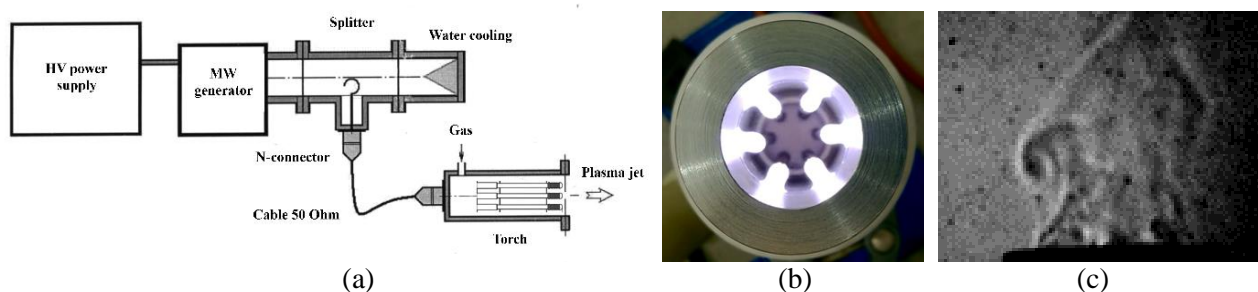 Splitter
Water cooling
HV power
supply
MW
generator
Gas
N-connector
Plasma jet
Cable 50 Ohm
Torch
(a)
(b)
(c)